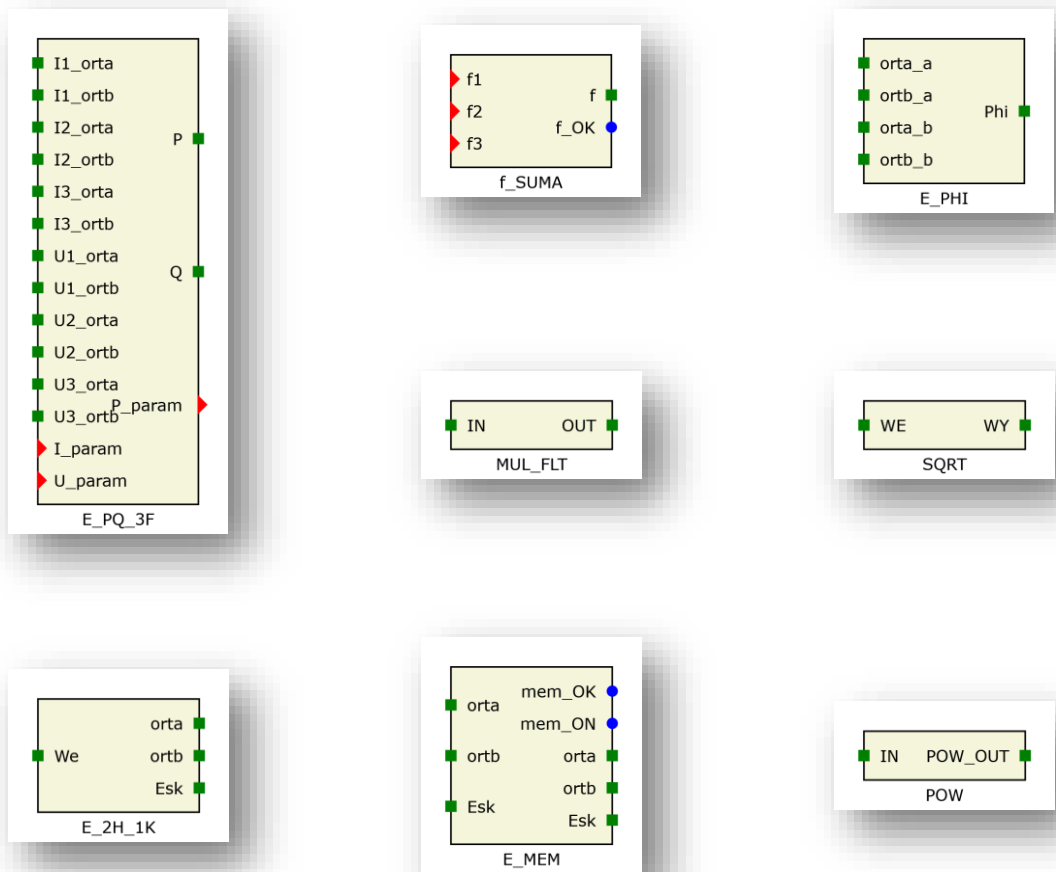 I1_orta
I1_ortb
I2_orta
I2_ortb
I3_orta
I3_ortb
U1_orta
U1_ortb
U2_orta
U2_ortb
U3_orta
U3_ortb
I_param
U_param
P
Q
P_param
E_PQ_3F
f1
f2
f3
f
f_OK
f_SUMA
orta_a
ortb_a
orta_b
ortb_b
Phi
E_PHI
IN OUT
MUL_FLT
WE WY
SQRT
We
orta
ortb
Esk
E_2H_1K
orta
ortb
Esk
mem_OK
mem_ON
orta
ortb
Esk
E_MEM
IN POW_OUT
POW